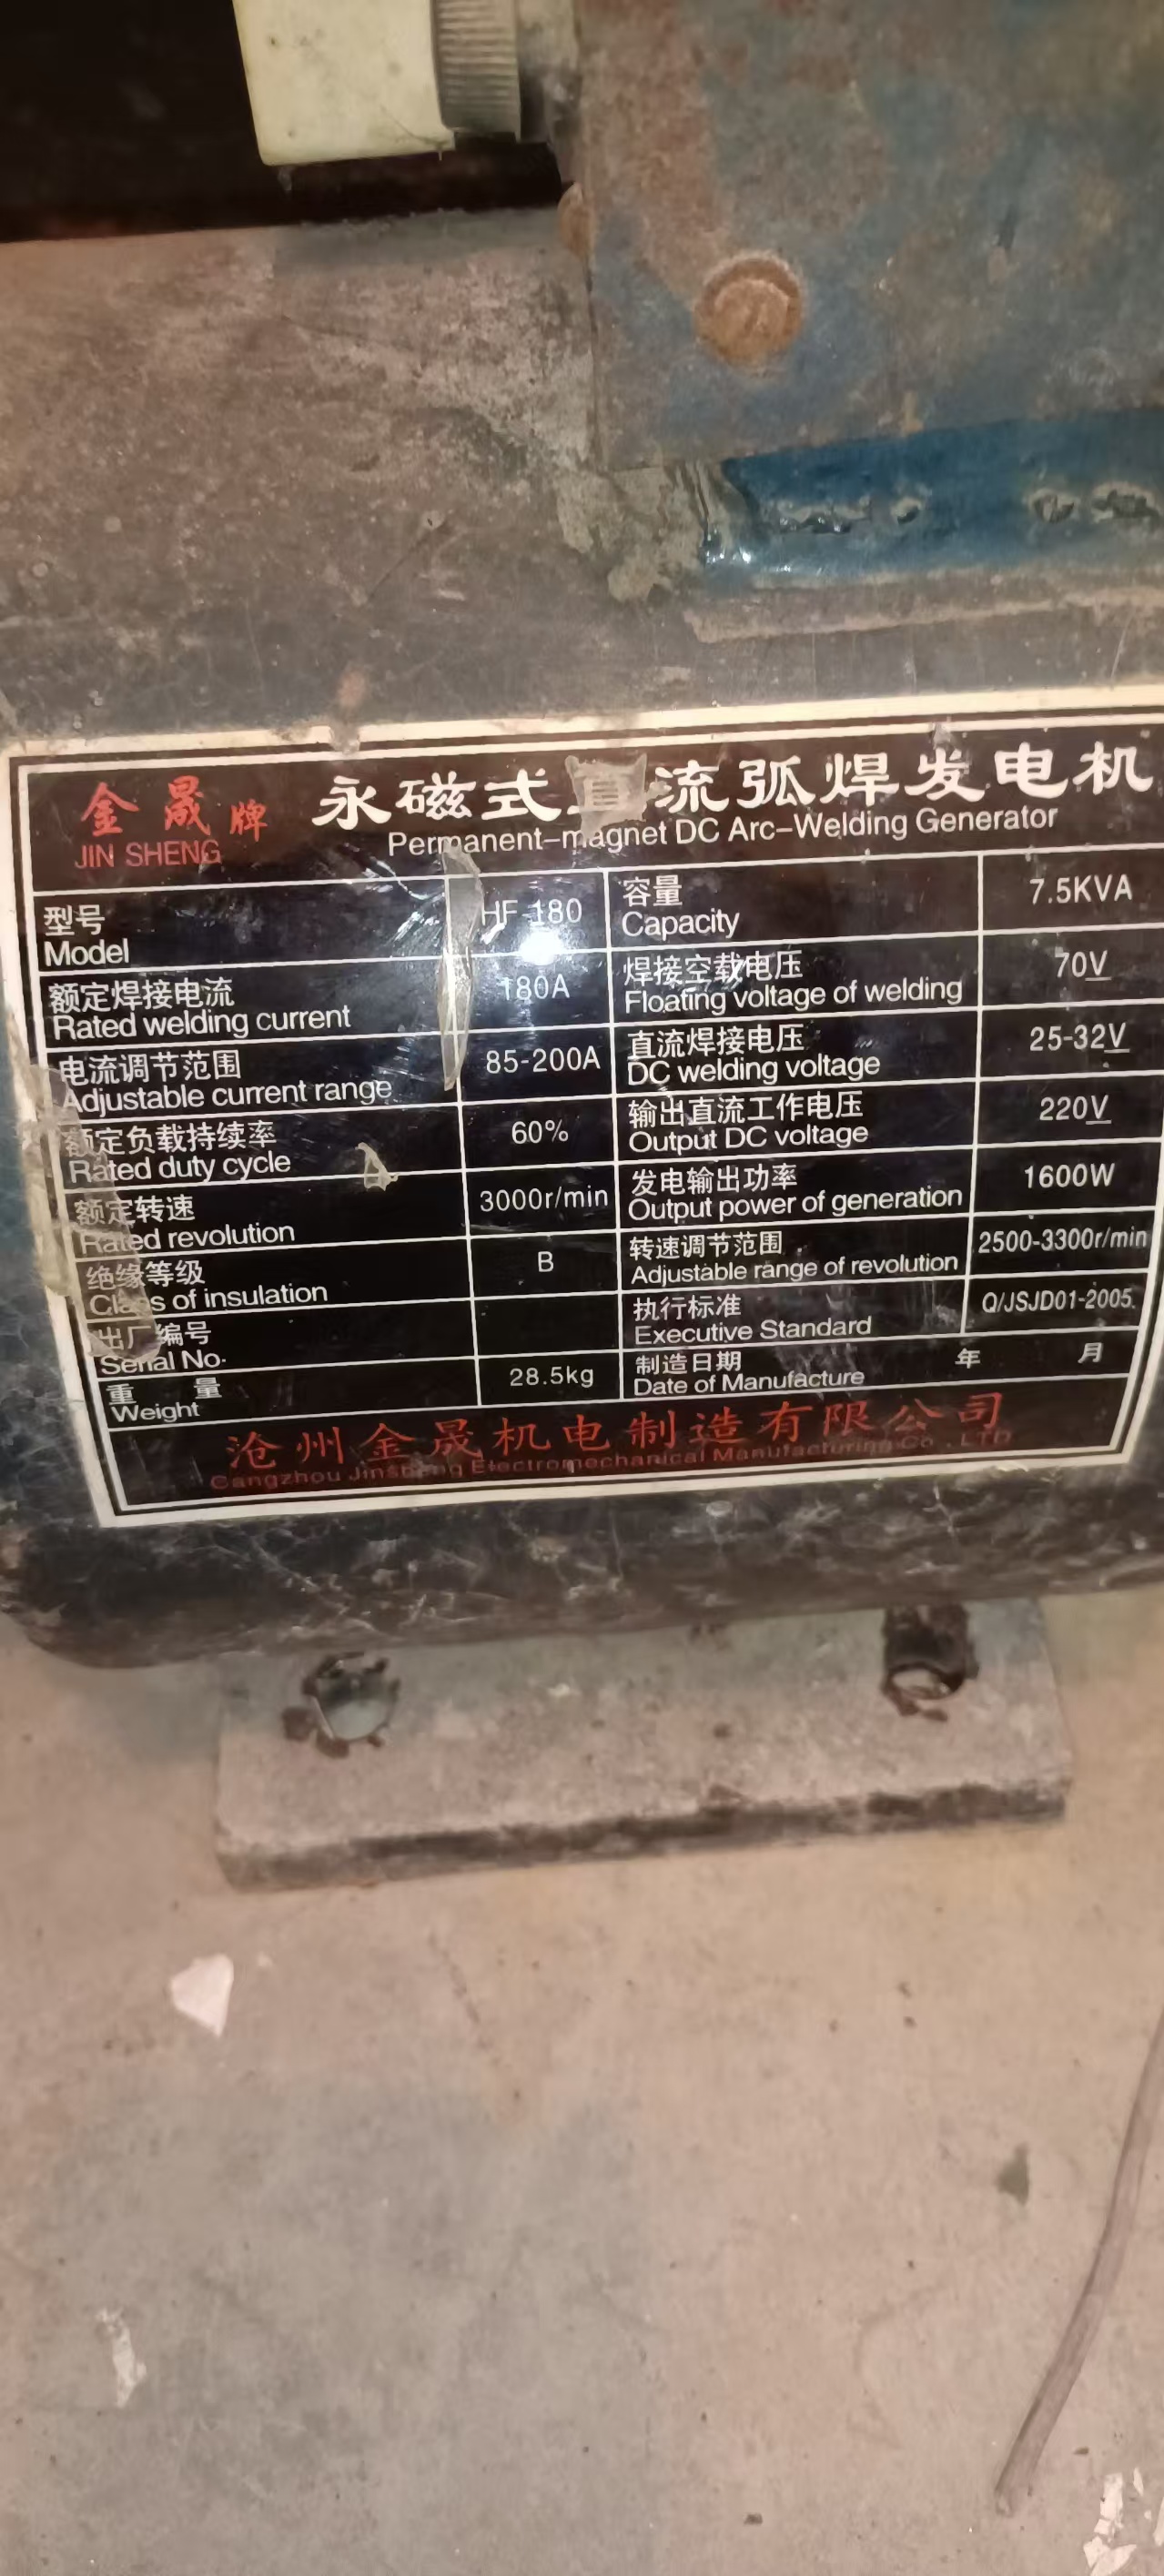 金晟牌 永磁式直流弧焊发电机
JIN SHENG Permanent-magnet DC Arc-Welding Generator
型号 HF-180 容量 7.5KVA
Model Capacity
额定焊接电流 180A 焊接空载电压 70V
Rated welding current Floating voltage of welding
电流调节范围 85-200A 直流焊接电压 25-32V
Adjustable current range DC welding voltage
额定负载持续率 60% 输出直流工作电压 220V
Rated duty cycle Output DC voltage
额定转速 3000r/min 发电输出功率 1600W
Rated revolution Output power of generation
绝缘等级 B 转速调节范围 2500-3300r/min
Class of insulation Adjustable range of revolution
出厂编号 执行标准 Q/JSJD01-2005
Serial No. Executive Standard
重量 28.5kg 制造日期 年 月
Weight Date of Manufacture
沧州金晟机电制造有限公司
Cangzhou Jinsheng Electromechanical Manufacturing Co., LTD